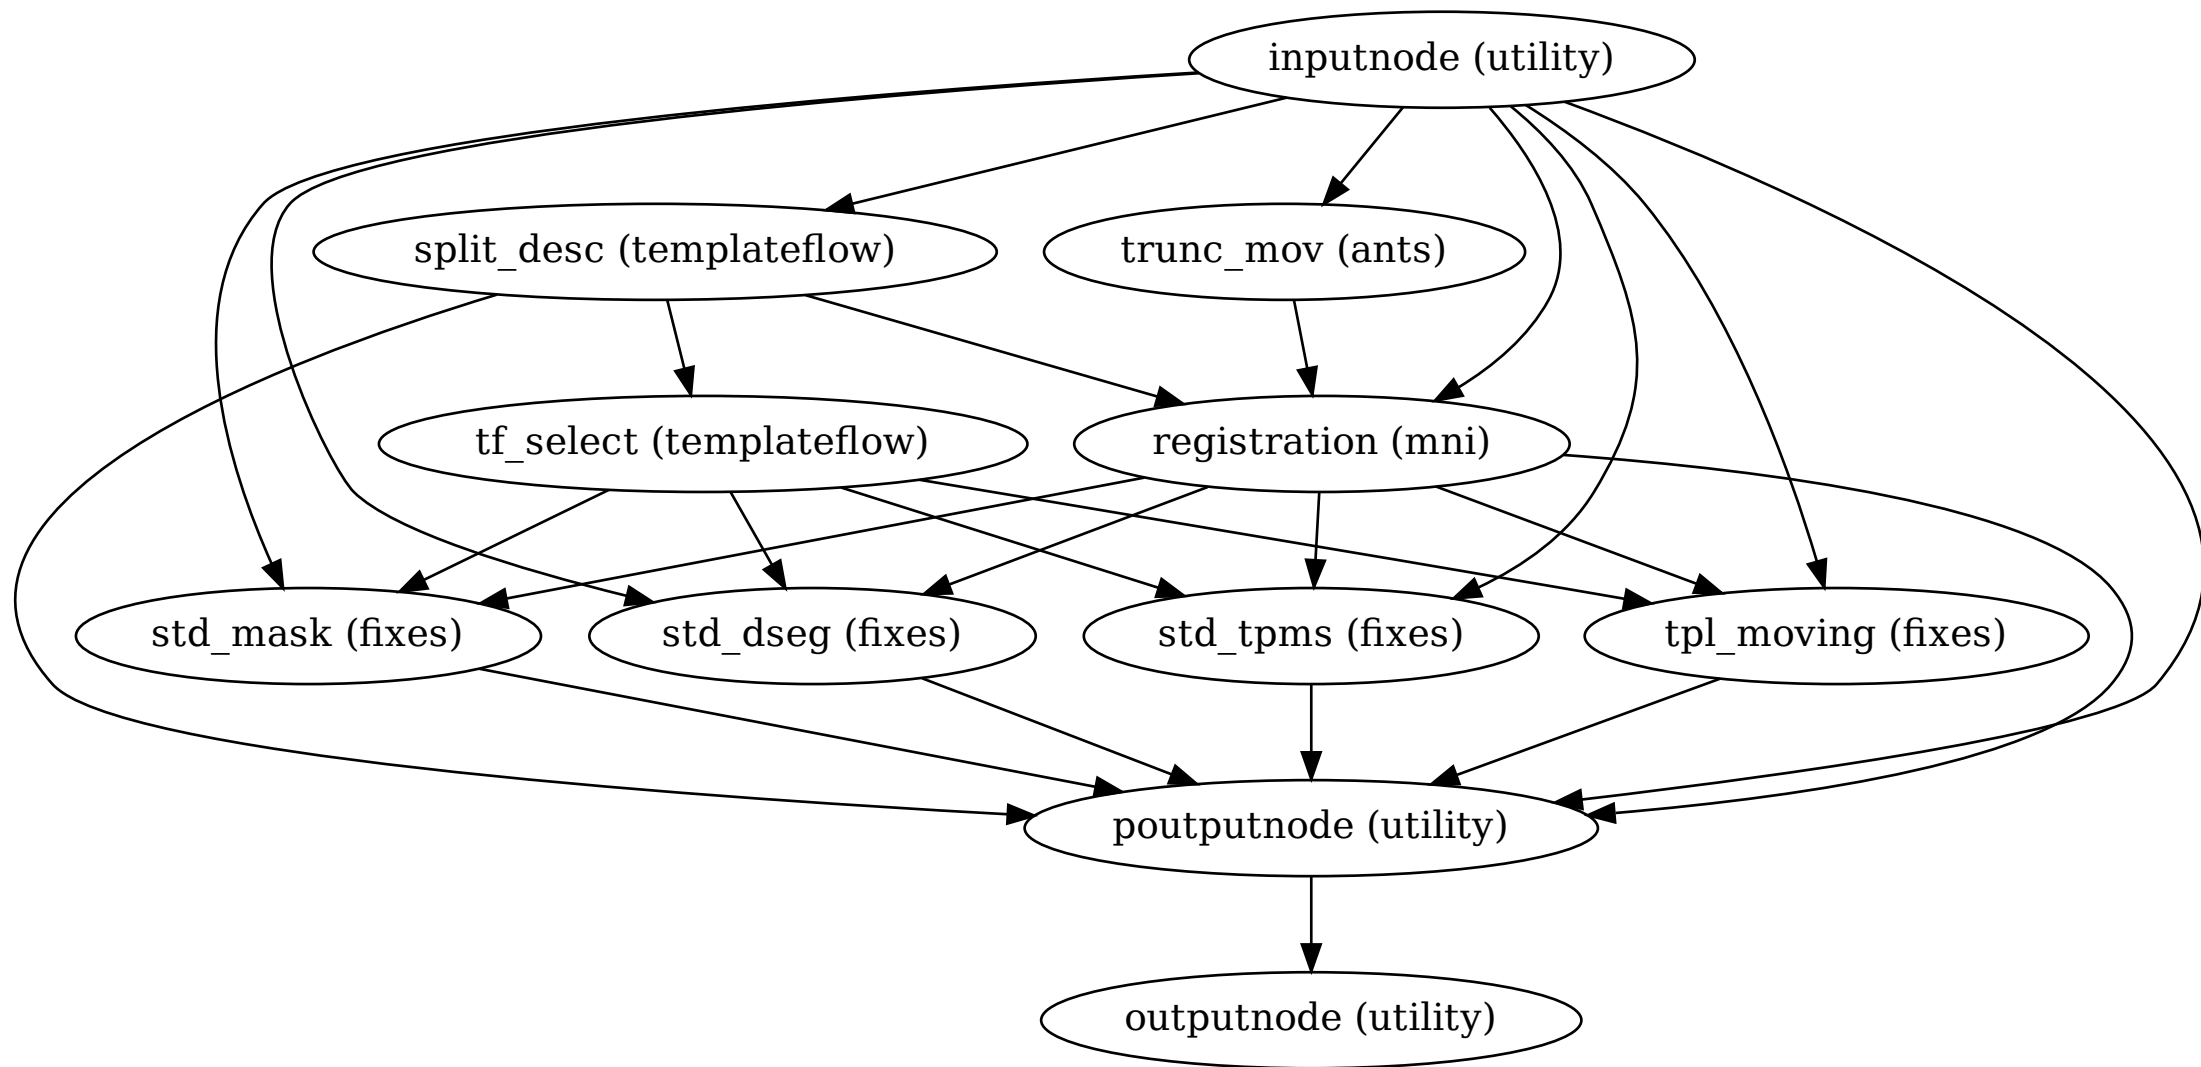 inputnode (utility)
split_desc (templateflow)
trunc_mov (ants)
tf_select (templateflow)
registration (mni)
std_mask (fixes)
std_dseg (fixes)
std_tpms (fixes)
tpl_moving (fixes)
poutputnode (utility)
outputnode (utility)